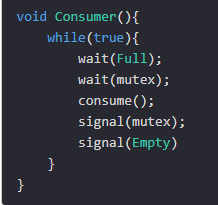 void Consumer(){
    while(true){
        wait(Full);
        wait(mutex);
        consume();
        signal(mutex);
        signal(Empty)
    }
}